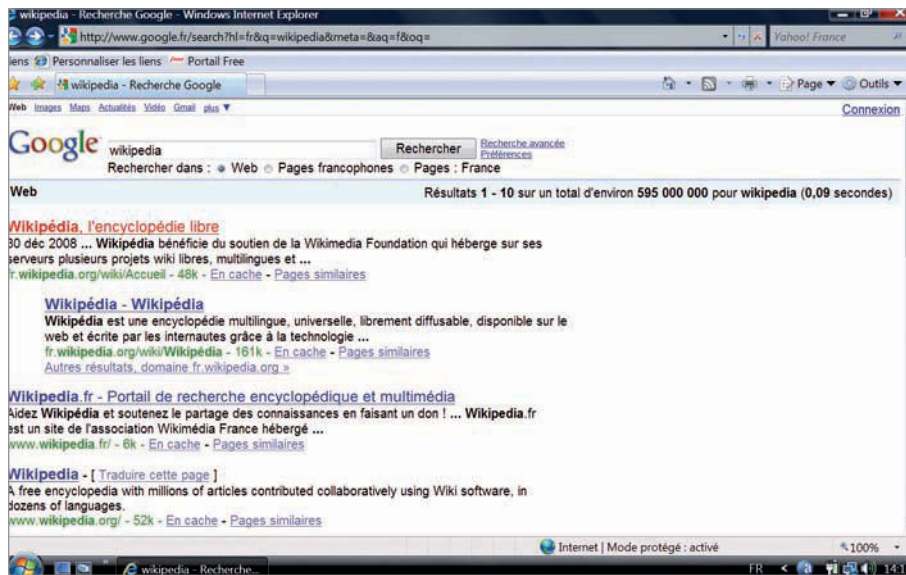 wikipedia - Recherche Google - Windows Internet Explorer
http://www.google.fr/search?hl=fr&q=wikipedia&meta=&aq=f&oq=
Yahoo! France
iens Personnaliser les liens Portail Free
wikipedia - Recherche Google
Page Outils
Web Images Maps Actualités Vidéo Gmail plus ▼
Connexion
Google wikipedia Rechercher Recherche avancée
Préférences
Rechercher dans : Web Pages francophones Pages : France
Web Résultats 1 - 10 sur un total d'environ 595 000 000 pour wikipedia (0,09 secondes)
Wikipédia, l'encyclopédie libre
30 déc 2008 ... Wikipédia bénéficie du soutien de la Wikimedia Foundation qui héberge sur ses
serveurs plusieurs projets wiki libres, multilingues et ...
fr.wikipedia.org/wiki/Accueil - 48k - En cache - Pages similaires
Wikipédia - Wikipédia
Wikipédia est une encyclopédie multilingue, universelle, librement diffusable, disponible sur le
web et écrite par les internautes grâce à la technologie ...
fr.wikipedia.org/wiki/Wikipédia - 161k - En cache - Pages similaires
Autres résultats, domaine fr.wikipedia.org »
Wikipedia.fr - Portail de recherche encyclopédique et multimédia
Aidez Wikipédia et soutenez le partage des connaissances en faisant un don ! ... Wikipedia.fr
est un site de l'association Wikimédia France hébergé ...
www.wikipedia.fr/ - 6k - En cache - Pages similaires
Wikipedia - [ Traduire cette page ]
A free encyclopedia with millions of articles contributed collaboratively using Wiki software, in
dozens of languages.
www.wikipedia.org/ - 52k - En cache - Pages similaires
Internet | Mode protégé : activé 100%
wikipedia - Recherche... FR 14:1